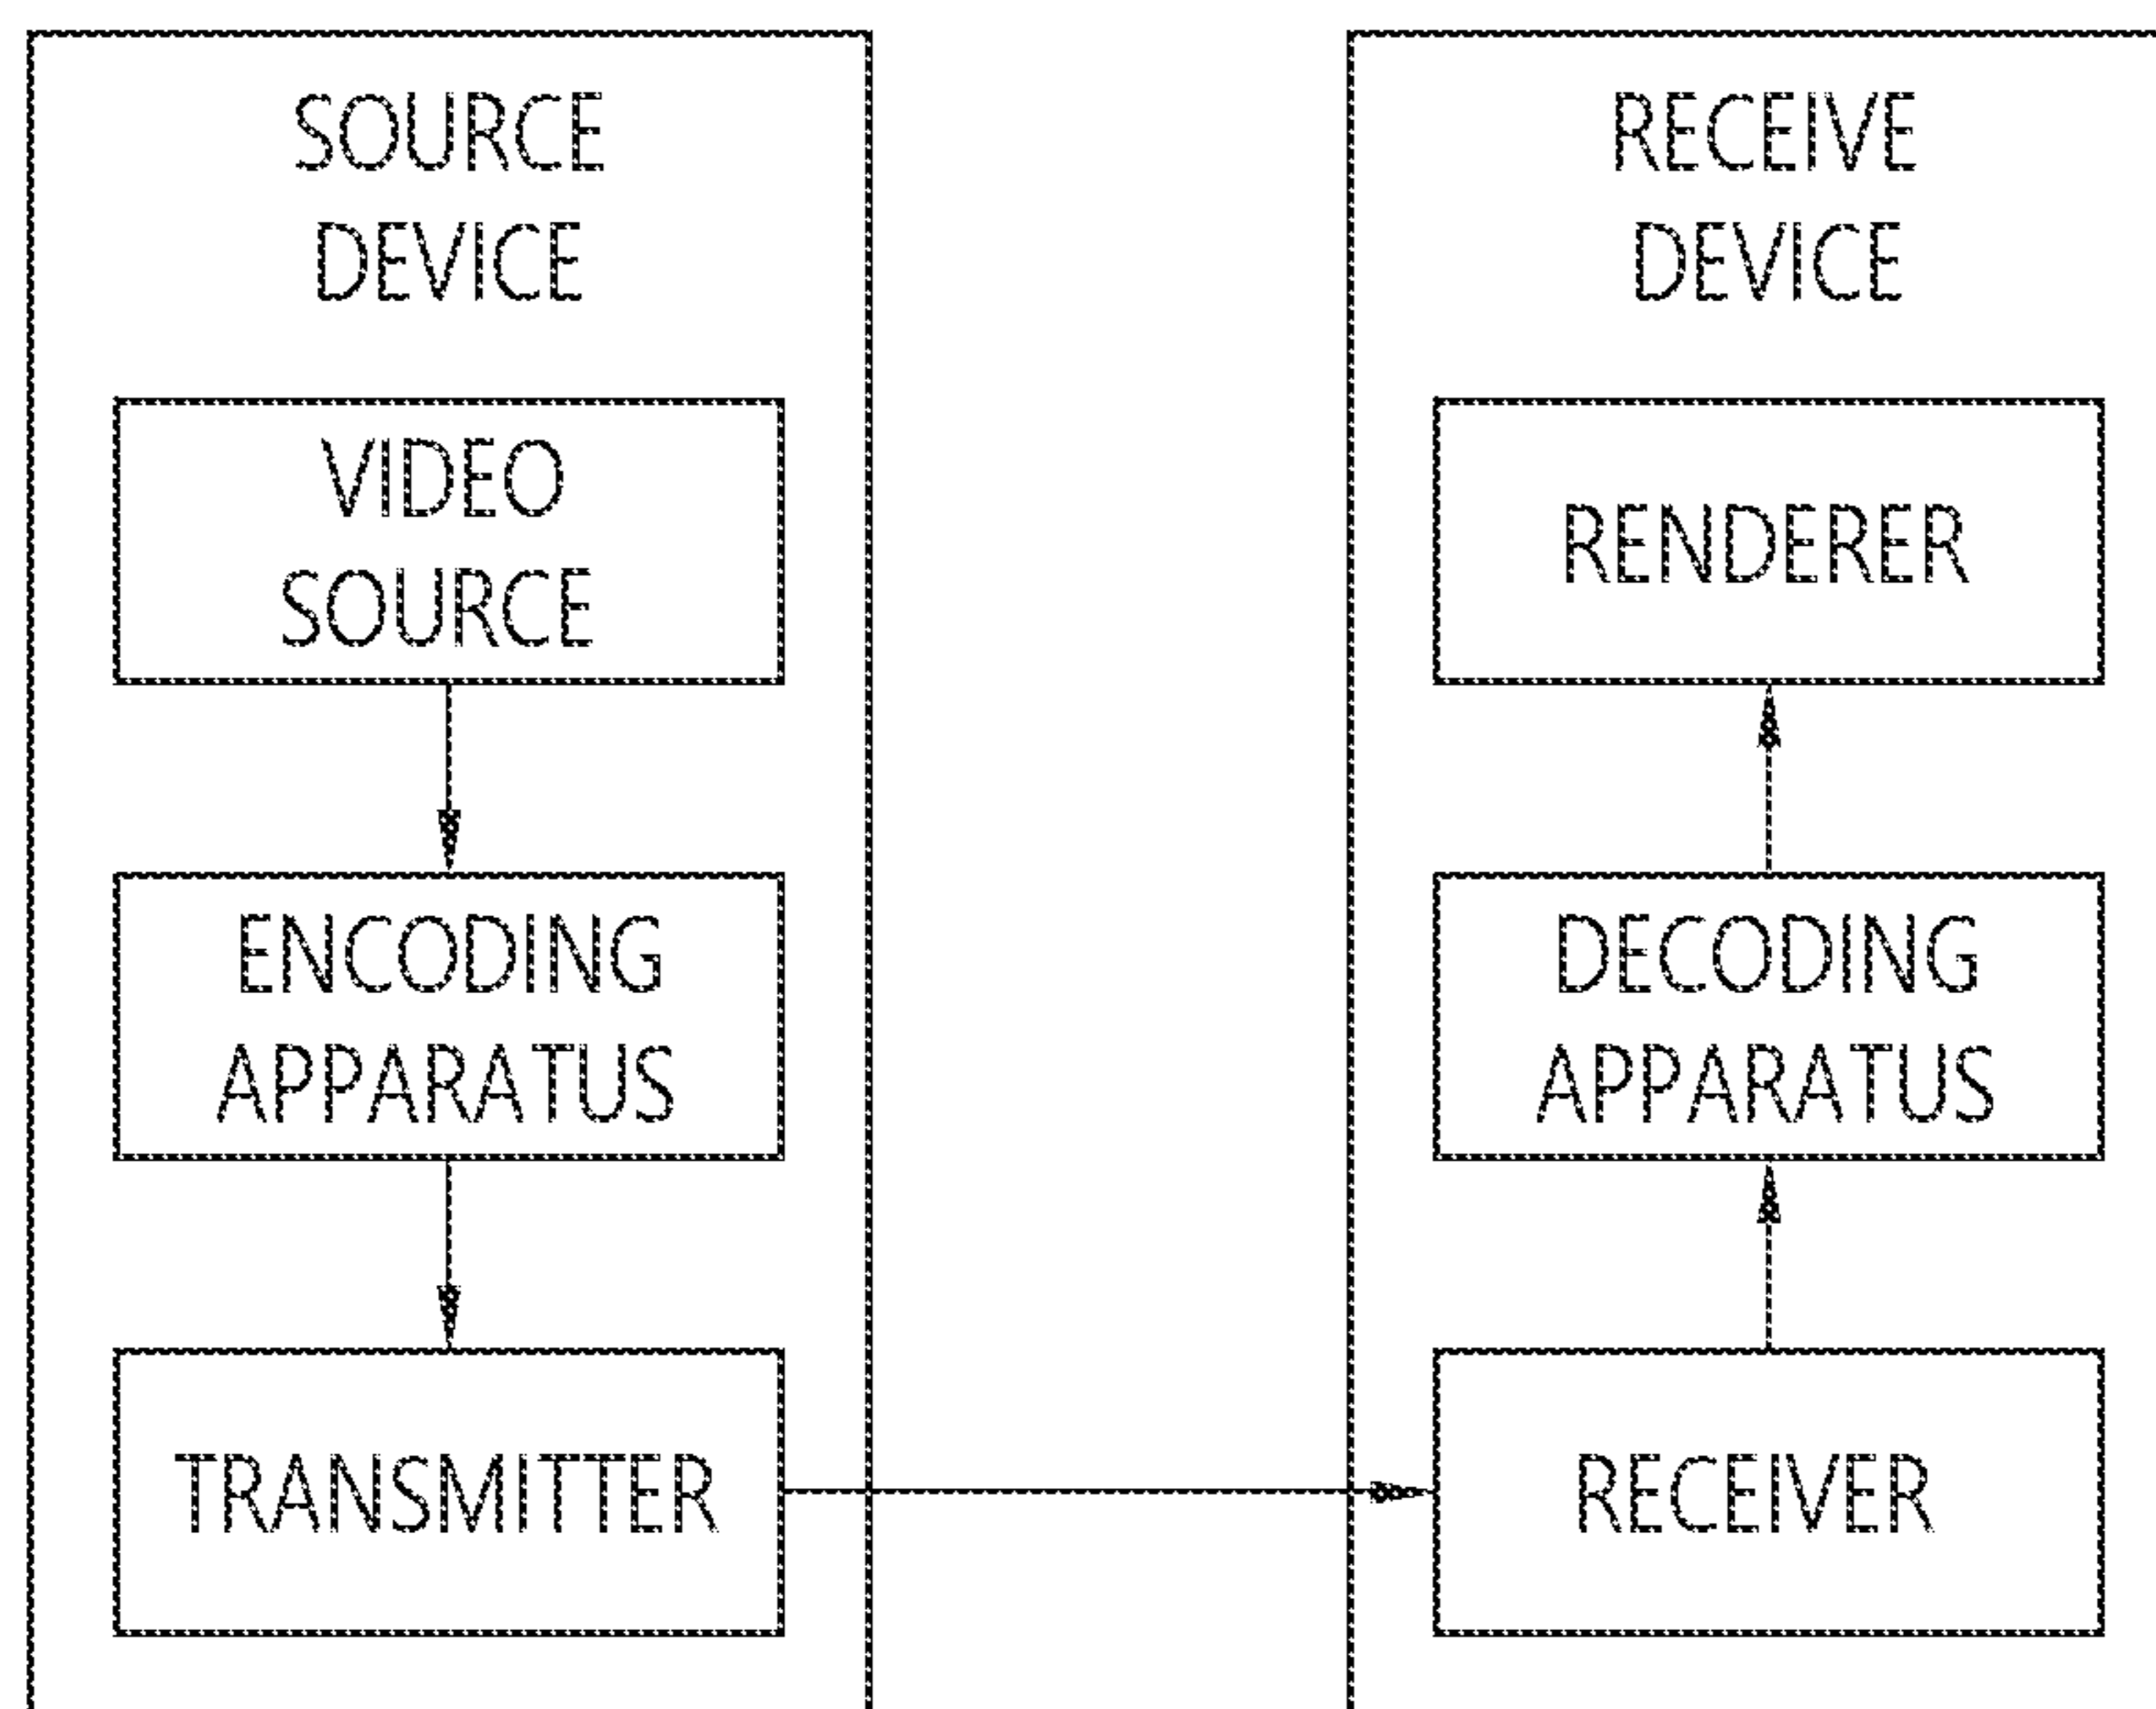 SOURCE
DEVICE
VIDEO
SOURCE
ENCODING
APPARATUS
TRANSMITTER
RECEIVE
DEVICE
RENDERER
DECODING
APPARATUS
RECEIVER